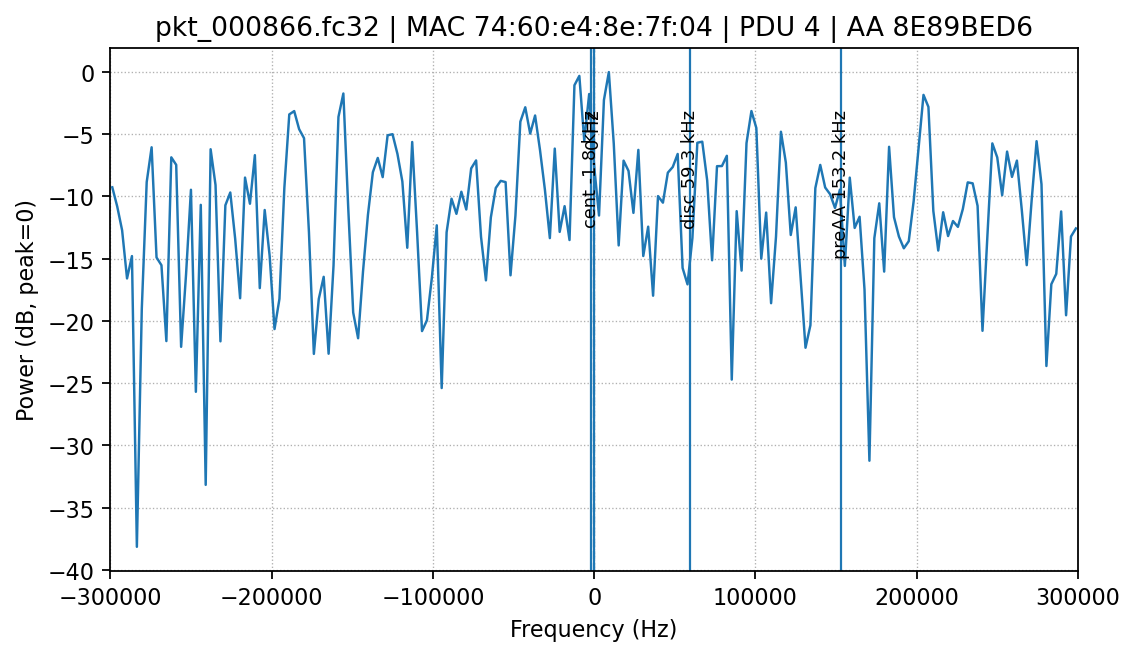 pkt_000866.fc32 | MAC 74:60:e4:8e:7f:04 | PDU 4 | AA 8E89BED6
Power (dB, peak=0)
0
−5
−10
−15
−20
−25
−30
−35
−40
cent -1.8 kHz
disc 59.3 kHz
preAA 153.2 kHz
−300000
−200000
−100000
0
100000
200000
300000
Frequency (Hz)